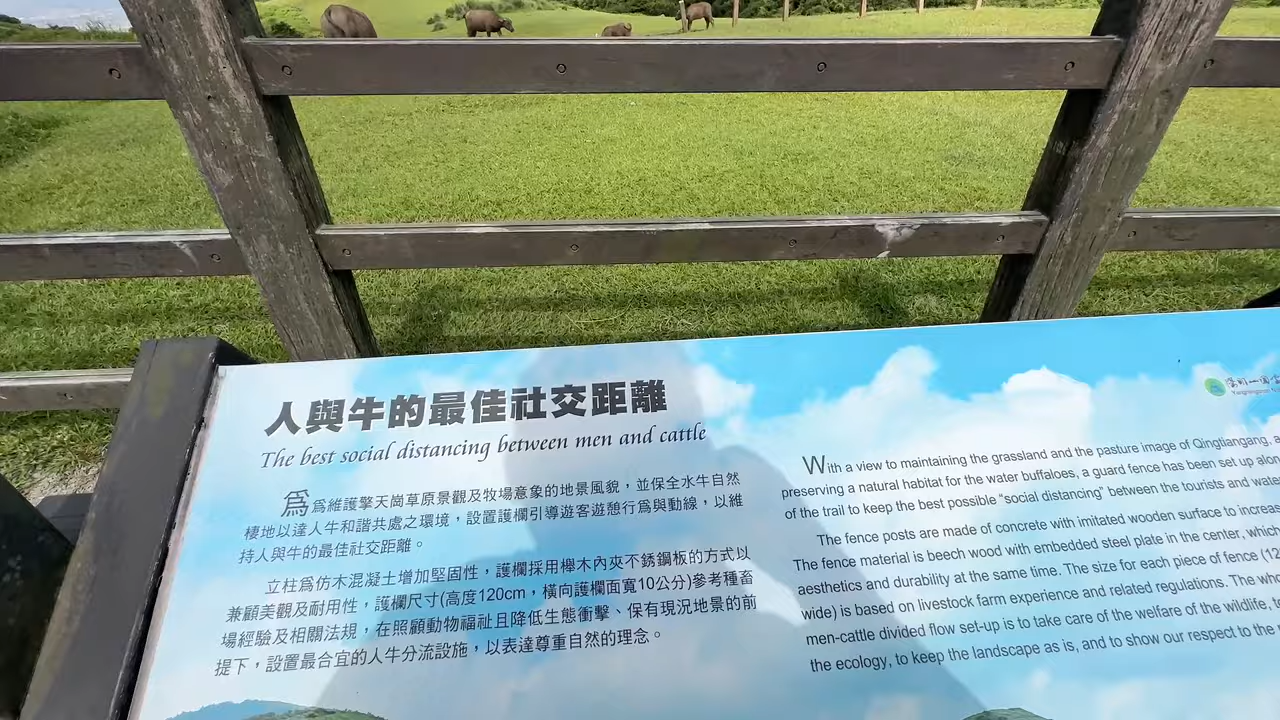 人與牛的最佳社交距離
The best social distancing between men and cattle
為為維護擎天崗草原景觀及牧場意象的地景風貌，並保全水牛自然
棲地以達人牛和諧共處之環境，設置護欄引導遊客遊憩行為與動線，以維
持人與牛的最佳社交距離。
立柱為仿木混凝土增加堅固性，護欄採用櫸木內夾不銹鋼板的方式以
兼顧美觀及耐用性，護欄尺寸(高度120cm，橫向護欄面寬10公分)參考種畜
場經驗及相關法規，在照顧動物福祉且降低生態衝擊、保有現況地景的前
提下，設置最合宜的人牛分流設施，以表達尊重自然的理念。
With a view to maintaining the grassland and the pasture image of Qingtiangang, a
preserving a natural habitat for the water buffaloes, a guard fence has been set up alon
of the trail to keep the best possible "social distancing" between the tourists and wate
The fence posts are made of concrete with imitated wooden surface to increas
The fence material is beech wood with embedded steel plate in the center, which
aesthetics and durability at the same time. The size for each piece of fence (12
wide) is based on livestock farm experience and related regulations. The who
men-cattle divided flow set-up is to take care of the welfare of the wildlife, to
the ecology, to keep the landscape as is, and to show our respect to the